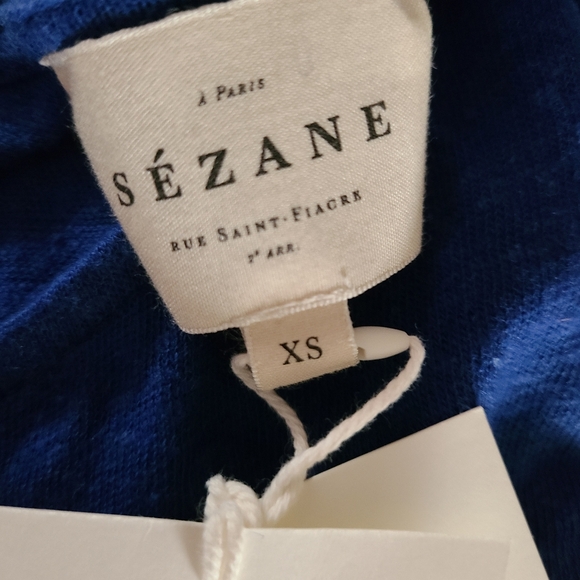 À PARIS
SÉZANE
RUE SAINT-FIACRE
2ᵉ ARR.
XS